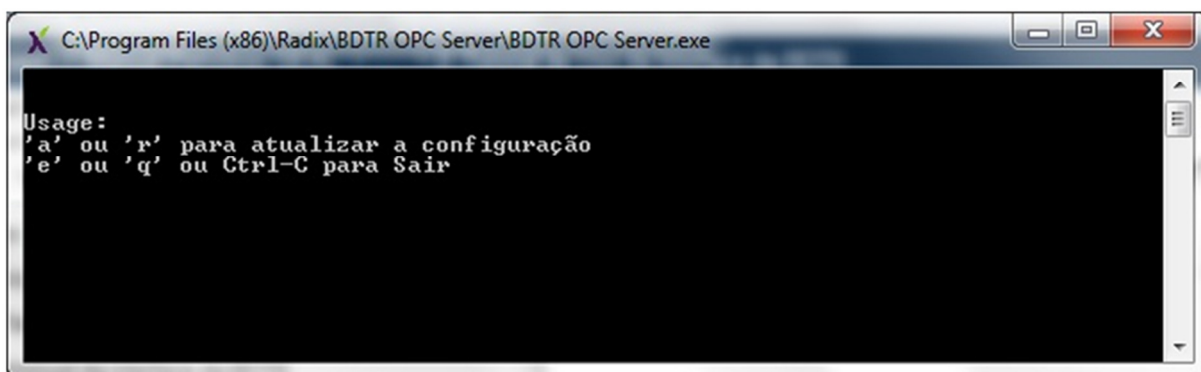 C:\Program Files (x86)\Radix\BDTR OPC Server\BDTR OPC Server.exe
Usage:
'a' ou 'r' para atualizar a configuração
'e' ou 'q' ou Ctrl-C para Sair